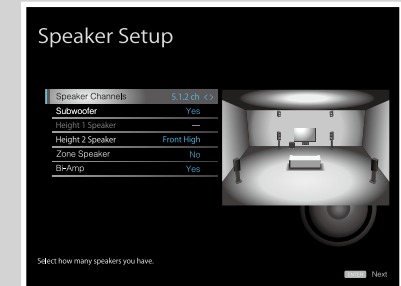 Speaker Setup
Speaker Channels 5.1.2 ch < >
Subwoofer Yes
Height 1 Speaker ---
Height 2 Speaker Front High
Zone Speaker No
Bi-Amp Yes
Select how many speakers you have.
ENTER Next